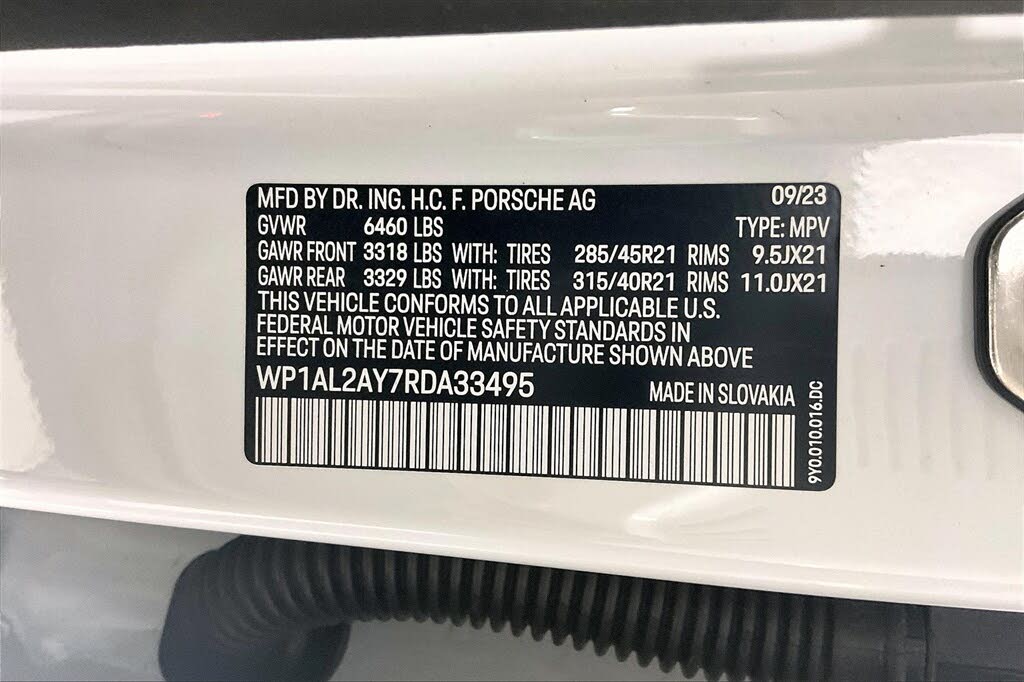 MFD BY DR. ING. H.C. F. PORSCHE AG 09/23
GVWR 6460 LBS TYPE: MPV
GAWR FRONT 3318 LBS WITH: TIRES 285/45R21 RIMS 9.5JX21
GAWR REAR 3329 LBS WITH: TIRES 315/40R21 RIMS 11.0JX21
THIS VEHICLE CONFORMS TO ALL APPLICABLE U.S.
FEDERAL MOTOR VEHICLE SAFETY STANDARDS IN
EFFECT ON THE DATE OF MANUFACTURE SHOWN ABOVE
WP1AL2AY7RDA33495 MADE IN SLOVAKIA
9Y0.010.016.DC